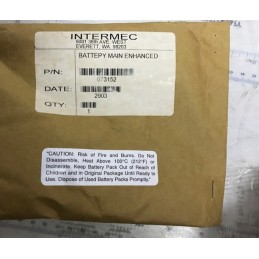 INTERMEC
6001 36th AVE. WEST
EVERETT, WA 98203
BATTEPY MAIN ENHANCED
P/N:
073152
DATE:
2903
QTY:
1
"CAUTION: Risk of Fire and Burns. Do Not
Disassemble, Heat Above 100°C (212°F) or
Incinerate. Keep Battery Pack Out of Reach of
Children and in Original Package Until Ready to
Use. Dispose of Used Battery Packs Promptly."